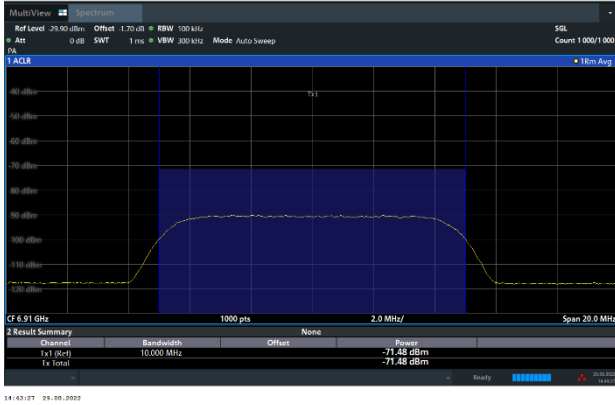 MultiView Spectrum
Ref Level -29.90 dBm Offset -1.70 dB RBW 100 kHz SGL
Att 0 dB SWT 1 ms VBW 300 kHz Mode Auto Sweep Count 1000/1000
PA
1 ACLR 1Rm Avg
-40 dBm
Tx1
-50 dBm
-60 dBm
-70 dBm
-80 dBm
-90 dBm
-100 dBm
-110 dBm
-120 dBm
CF 6.91 GHz 1000 pts 2.0 MHz/ Span 20.0 MHz
2 Result Summary None
Channel Bandwidth Offset Power
Tx1 (Ref) 10.000 MHz -71.48 dBm
Tx Total -71.48 dBm
Ready
14:43:27 29.08.2022